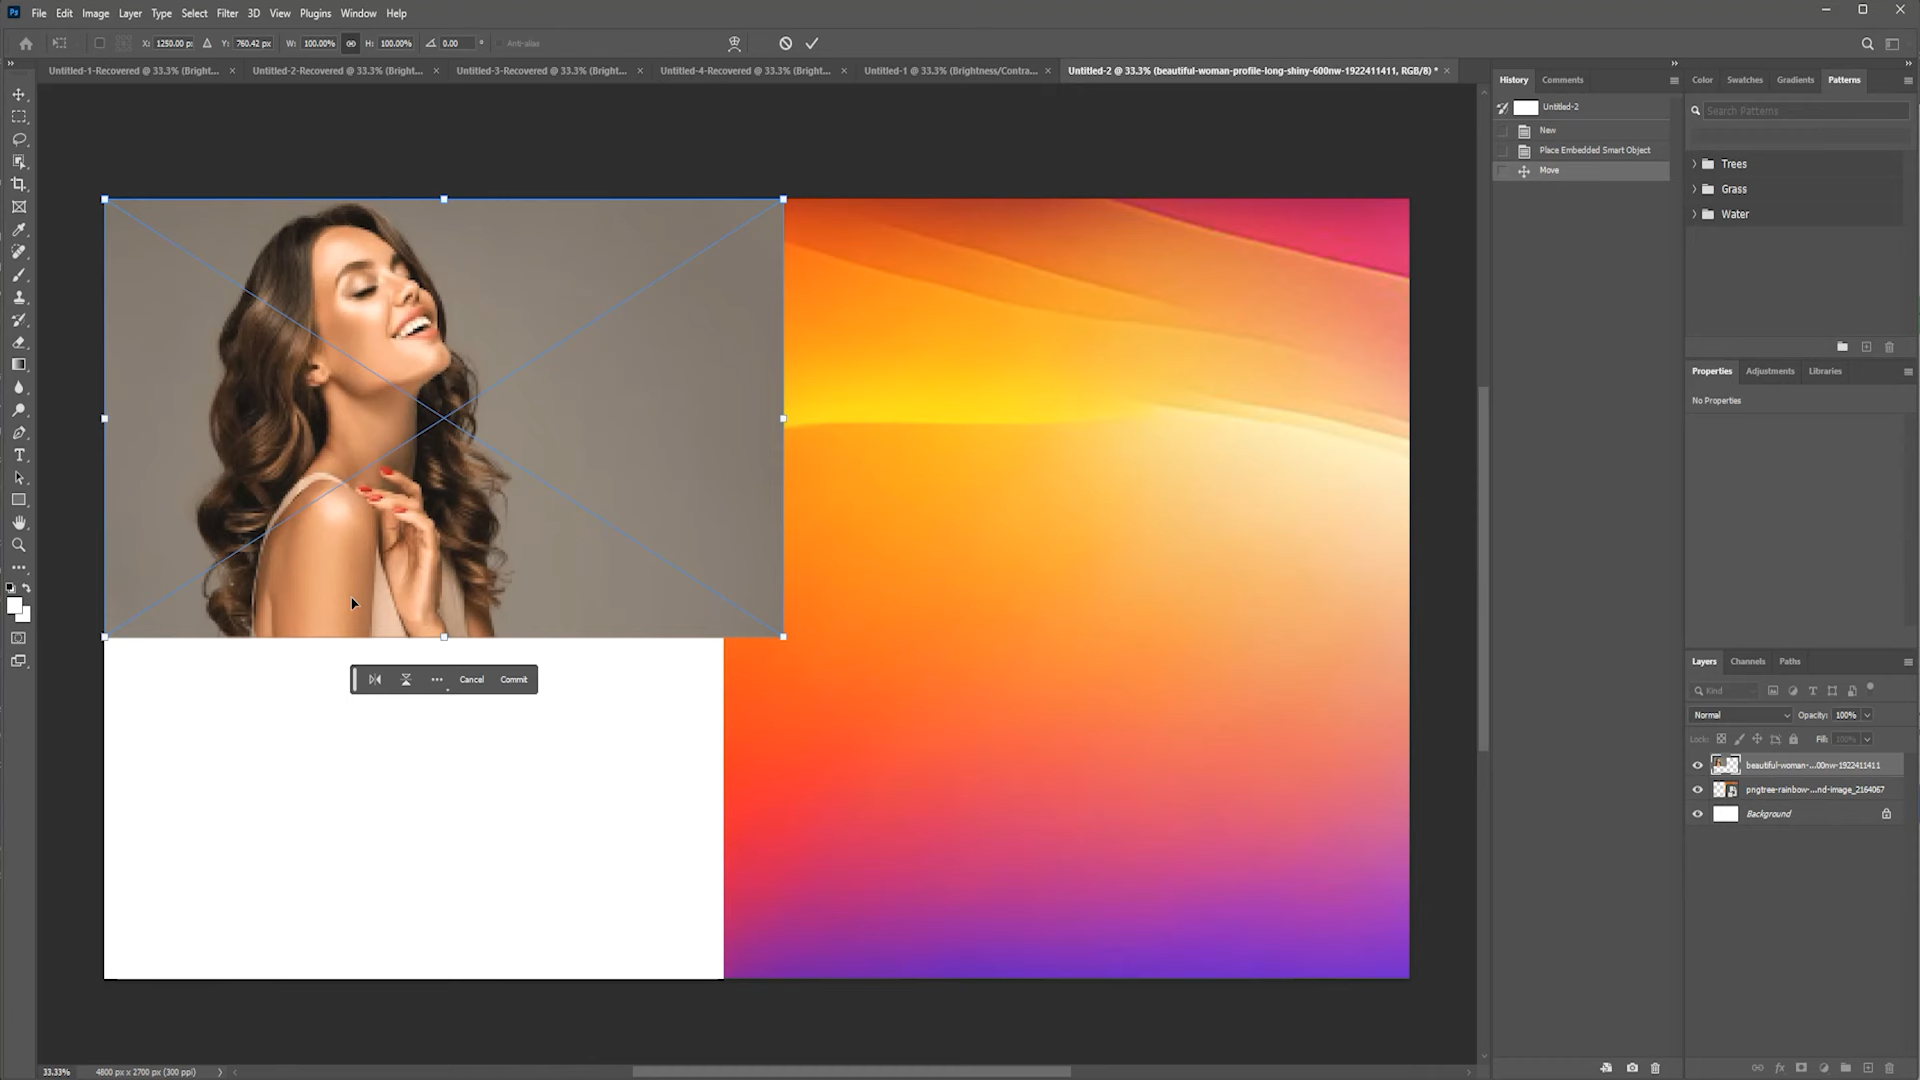 Ps File Edit Image Layer Type Select Filter 3D View Plugins Window Help
X: 1250.00 px Y: 760.42 px W: 100.00% H: 100.00% 0.00 ° Anti-alias
Untitled-1-Recovered @ 33.3% (Bright... × Untitled-2-Recovered @ 33.3% (Bright... × Untitled-3-Recovered @ 33.3% (Bright... × Untitled-4-Recovered @ 33.3% (Bright... × Untitled-1 @ 33.3% (Brightness/Contra... × Untitled-2 @ 33.3% (beautiful-woman-profile-long-shiny-600nw-1922411411, RGB/8) * ×
History Comments
Untitled-2
New
Place Embedded Smart Object
Move
Color Swatches Gradients Patterns
Search Patterns
Trees
Grass
Water
Properties Adjustments Libraries
No Properties
Cancel Commit
Layers Channels Paths
Kind
Normal Opacity: 100%
Lock: Fill: 100%
beautiful-woman-...00nw-1922411411
pngtree-rainbow-...nd-image_2164067
Background
33.33% 4800 px x 2700 px (300 ppi)